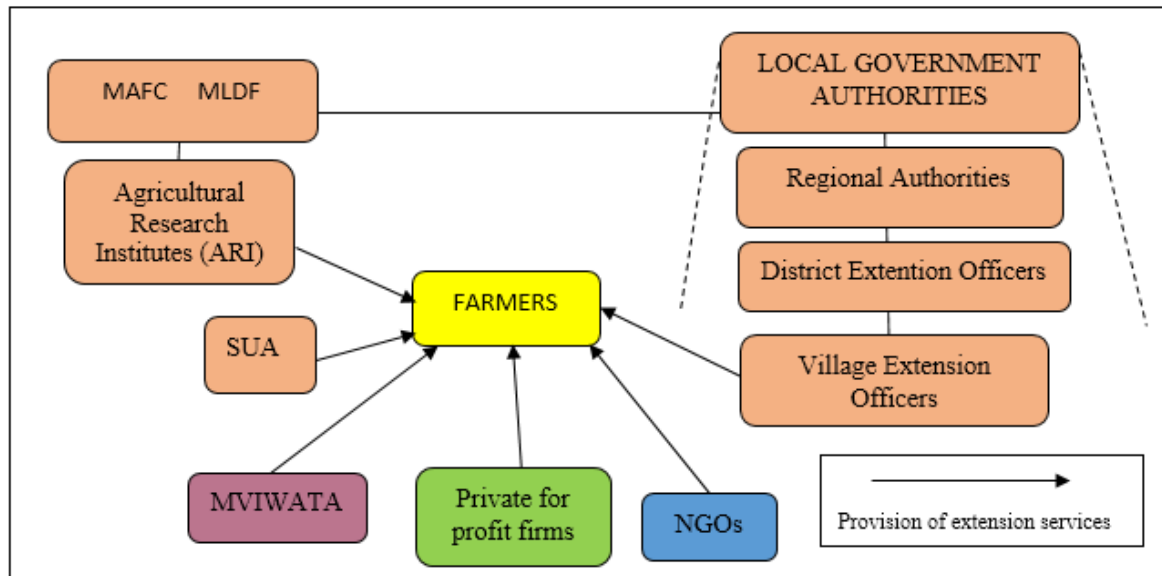 MAFC MLDF
LOCAL GOVERNMENT
AUTHORITIES
Agricultural
Research
Institutes (ARI)
Regional Authorities
District Extention Officers
FARMERS
SUA
Village Extension
Officers
MVIWATA
Private for
profit firms
NGOs
Provision of extension services